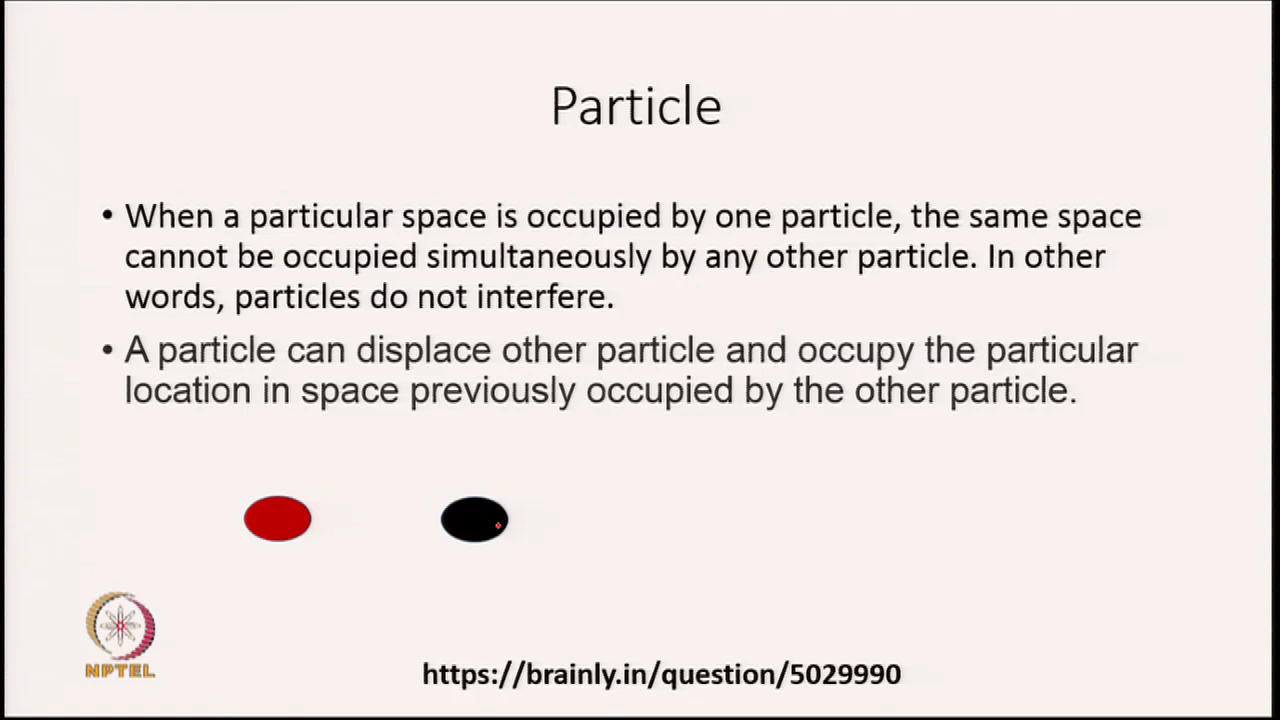 Particle
• When a particular space is occupied by one particle, the same space
cannot be occupied simultaneously by any other particle. In other
words, particles do not interfere.
• A particle can displace other particle and occupy the particular
location in space previously occupied by the other particle.
NPTEL
https://brainly.in/question/5029990